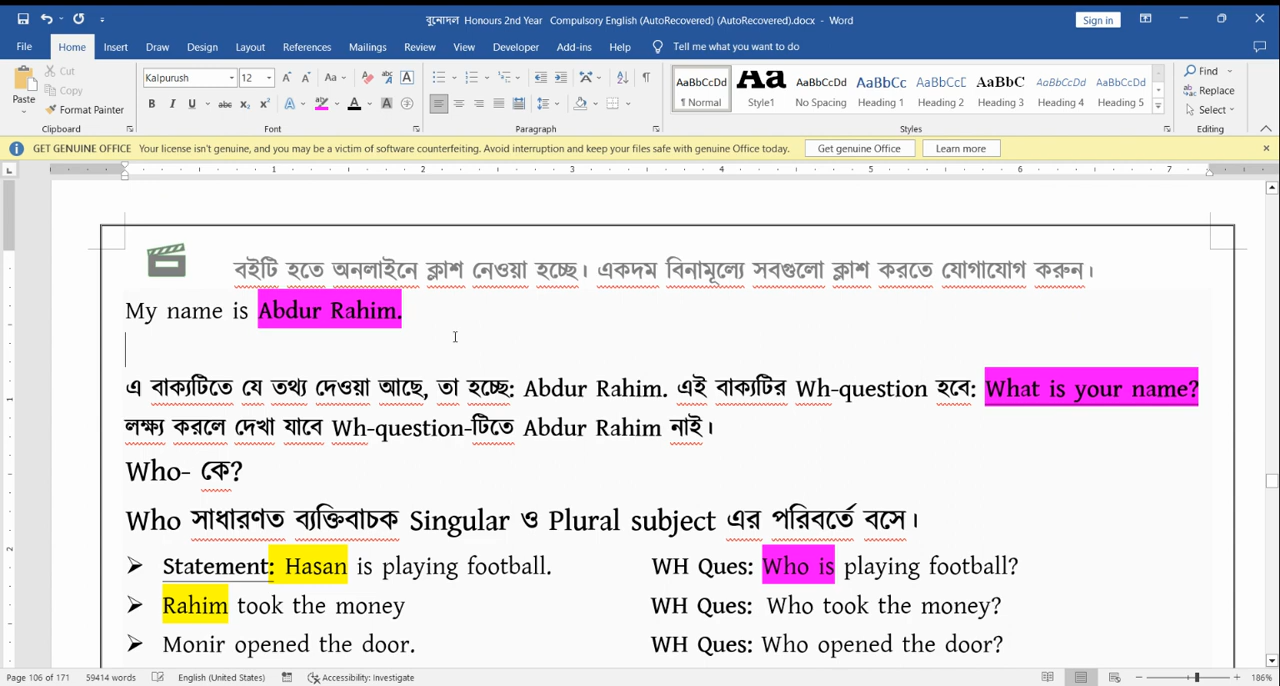 বুনোদল Honours 2nd Year Compulsory English (AutoRecovered) (AutoRecovered).docx - Word
Sign in
File Home Insert Draw Design Layout References Mailings Review View Developer Add-ins Help Tell me what you want to do
Paste
Cut
Copy
Format Painter
Clipboard
Kalpurush 12
Font
Paragraph
AaBbCcDd ¶ Normal
Aa Style1
AaBbCcDd No Spacing
AaBbCc Heading 1
AaBbCcE Heading 2
AaBbC Heading 3
AaBbCcDd Heading 4
AaBbCcDd Heading 5
Styles
Find
Replace
Select
Editing
GET GENUINE OFFICE Your license isn't genuine, and you may be a victim of software counterfeiting. Avoid interruption and keep your files safe with genuine Office today. Get genuine Office Learn more
1 2 3 4 5 6 7
বইটি হতে অনলাইনে ক্লাশ নেওয়া হচ্ছে। একদম বিনামূল্যে সবগুলো ক্লাশ করতে যোগাযোগ করুন।
My name is Abdur Rahim.
এ বাক্যটিতে যে তথ্য দেওয়া আছে, তা হচ্ছে: Abdur Rahim. এই বাক্যটির Wh-question হবে: What is your name?
লক্ষ্য করলে দেখা যাবে Wh-question-টিতে Abdur Rahim নাই।
Who- কে?
Who সাধারণত ব্যক্তিবাচক Singular ও Plural subject এর পরিবর্তে বসে।
➢ Statement: Hasan is playing football. WH Ques: Who is playing football?
➢ Rahim took the money WH Ques: Who took the money?
➢ Monir opened the door. WH Ques: Who opened the door?
Page 106 of 171 59414 words English (United States) Accessibility: Investigate 186%